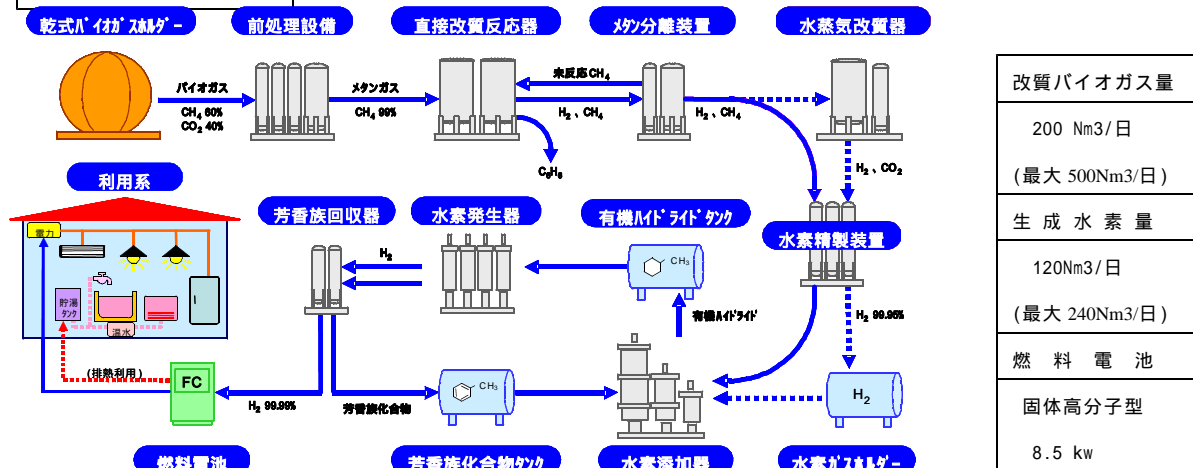 乾式ﾊﾞｲｵｶﾞｽﾎﾙﾀﾞｰ
前処理設備
直接改質反応器
ﾒﾀﾝ分離装置
水蒸気改質器
バイオガス
CH4 60%
CO2 40%
メタンガス
CH4 99%
未反応CH4
H2 、CH4
H2 、CH4
C6H6
H2 、CO2
利用系
電力
貯湯
タンク
温水
(排熱利用)
芳香族回収器
水素発生器
有機ﾊｲﾄﾞﾗｲﾄﾞﾀﾝｸ
水素精製装置
H2
CH3
有機ﾊｲﾄﾞﾗｲﾄﾞ
H2 99.95%
FC
H2 99.99%
芳香族化合物
CH3
H2
燃料電池
芳香族化合物ﾀﾝｸ
水素添加器
水素ｶﾞｽﾎﾙﾀﾞｰ
改質バイオガス量
200 Nm3/日
(最大 500Nm3/日)
生成水素量
120Nm3/日
(最大 240Nm3/日)
燃料電池
固体高分子型
8.5 kw